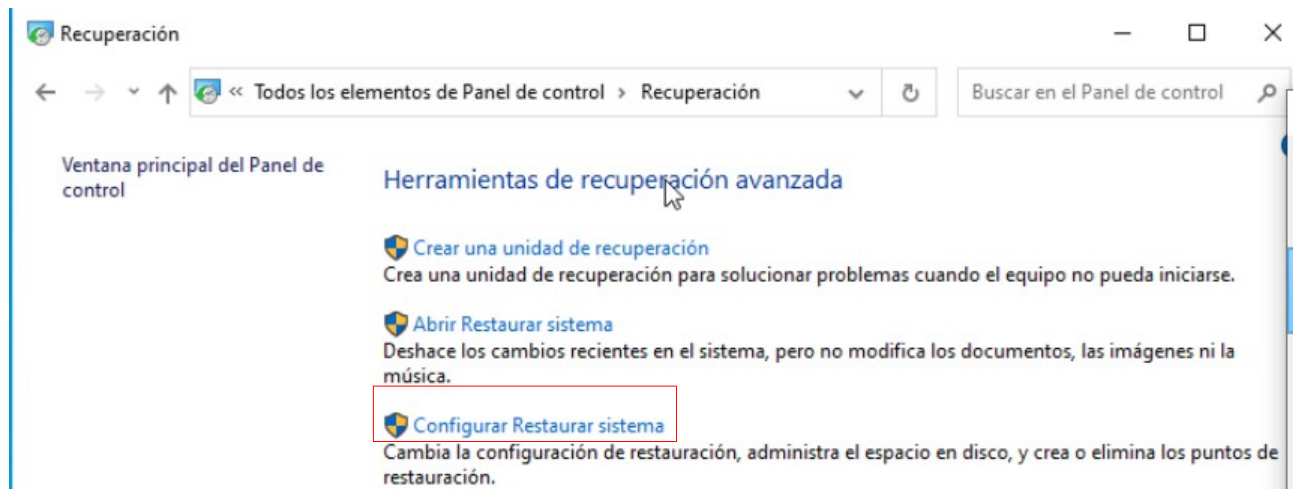 Recuperación
« Todos los elementos de Panel de control > Recuperación
Buscar en el Panel de control
Ventana principal del Panel de
control
Herramientas de recuperación avanzada
Crear una unidad de recuperación
Crea una unidad de recuperación para solucionar problemas cuando el equipo no pueda iniciarse.
Abrir Restaurar sistema
Deshace los cambios recientes en el sistema, pero no modifica los documentos, las imágenes ni la
música.
Configurar Restaurar sistema
Cambia la configuración de restauración, administra el espacio en disco, y crea o elimina los puntos de
restauración.